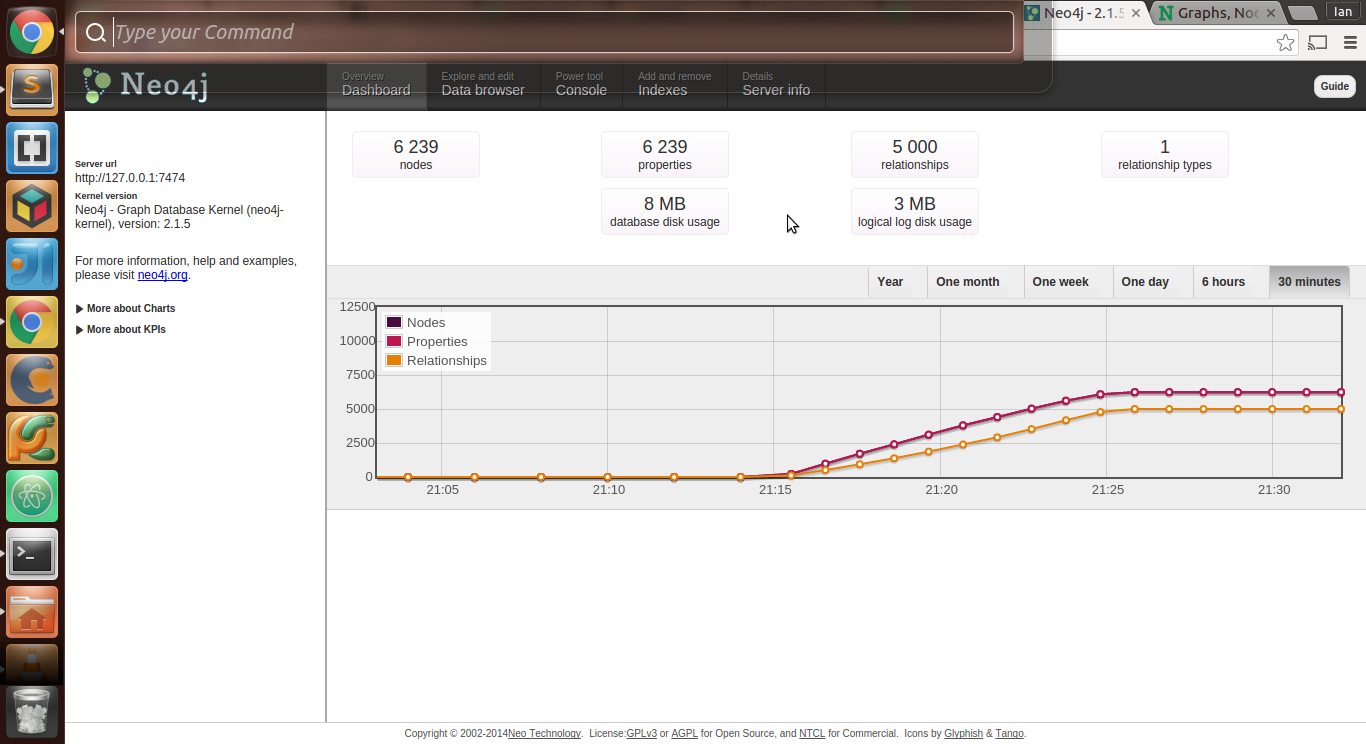 Type your Command
Neo4j - 2.1.5
Graphs, Noc
Ian
Neo4j
Overview
Dashboard
Explore and edit
Data browser
Power tool
Console
Add and remove
Indexes
Details
Server info
Guide
Server url
http://127.0.0.1:7474
Kernel version
Neo4j - Graph Database Kernel (neo4j-
kernel), version: 2.1.5
For more information, help and examples,
please visit neo4j.org.
More about Charts
More about KPIs
6 239
nodes
6 239
properties
5 000
relationships
1
relationship types
8 MB
database disk usage
3 MB
logical log disk usage
Year
One month
One week
One day
6 hours
30 minutes
12500
10000
7500
5000
2500
0
Nodes
Properties
Relationships
21:05
21:10
21:15
21:20
21:25
21:30
Copyright © 2002-2014Neo Technology. License:GPLv3 or AGPL for Open Source, and NTCL for Commercial. Icons by Glyphish & Tango.